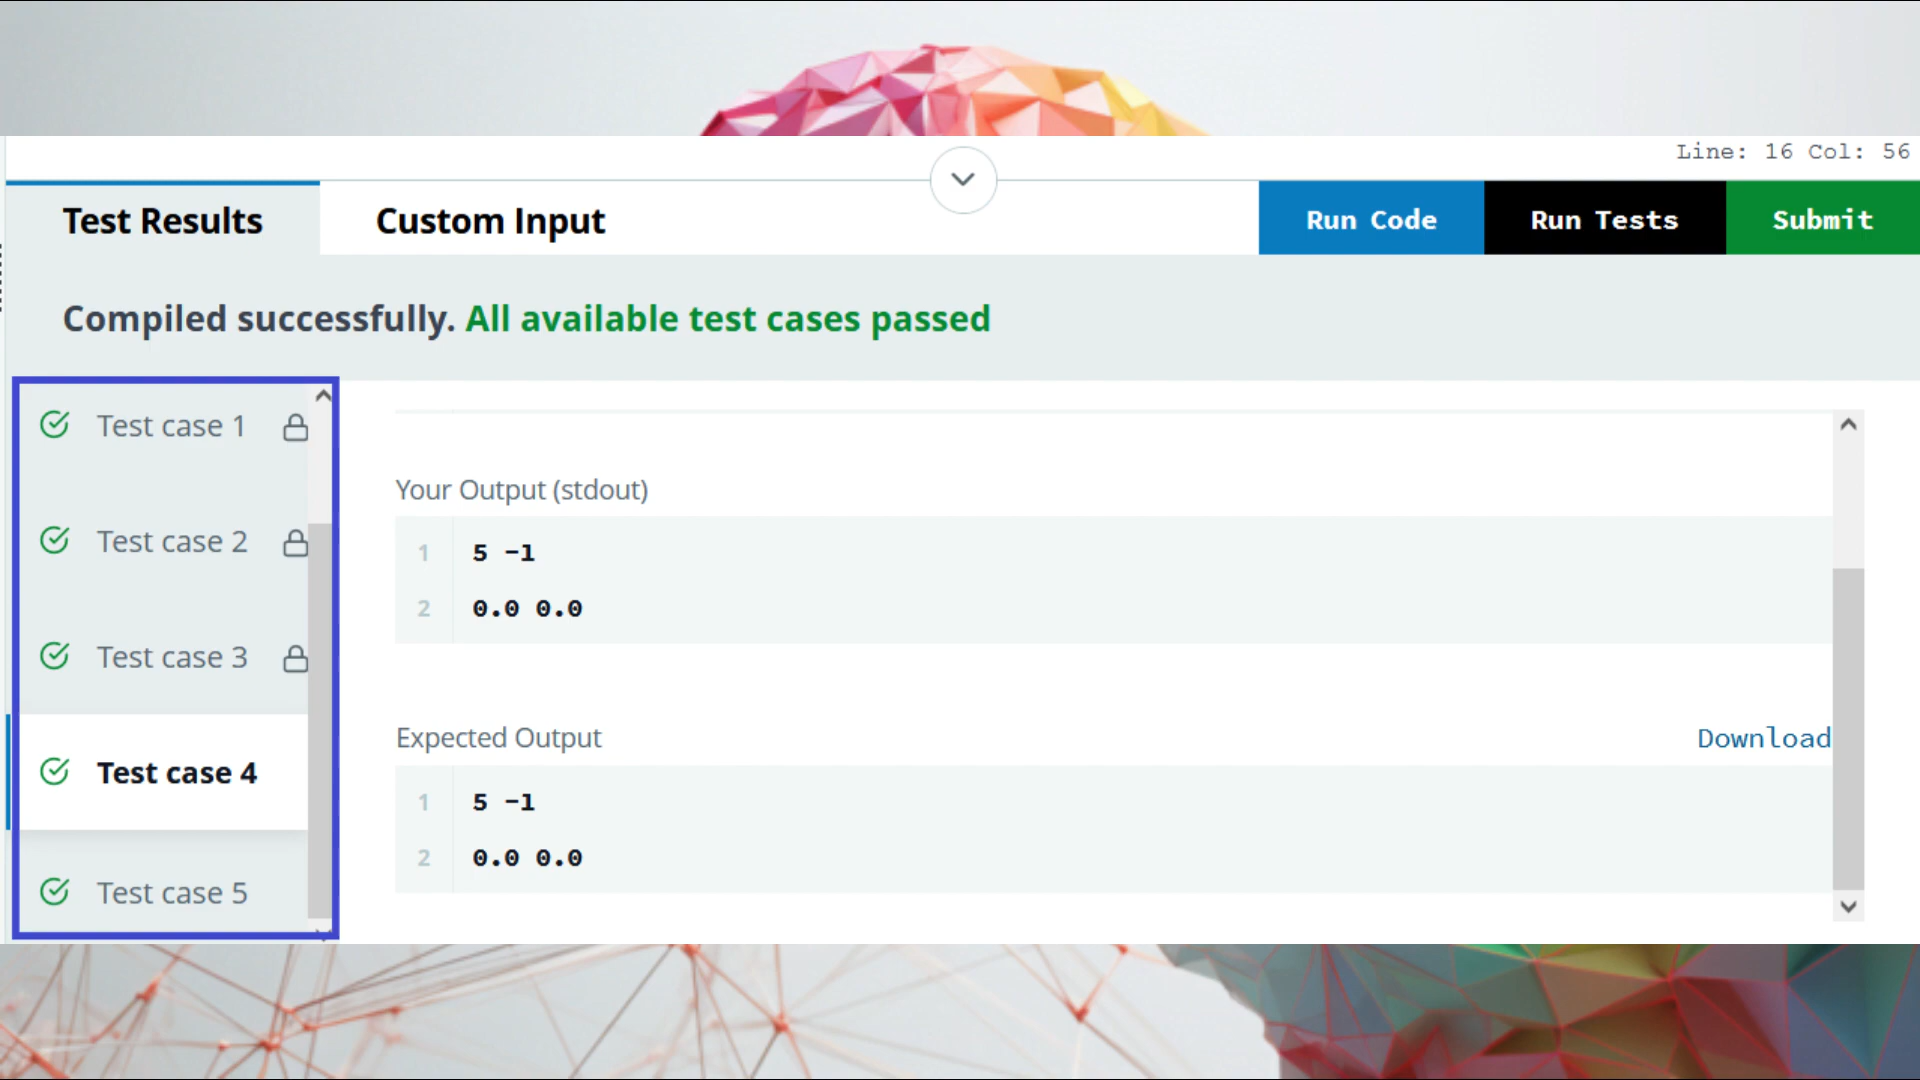 Line: 16 Col: 56
Test Results Custom Input Run Code Run Tests Submit
Compiled successfully. All available test cases passed
Test case 1
Test case 2
Test case 3
Test case 4
Test case 5
Your Output (stdout)
1 5 -1
2 0.0 0.0
Expected Output Download
1 5 -1
2 0.0 0.0